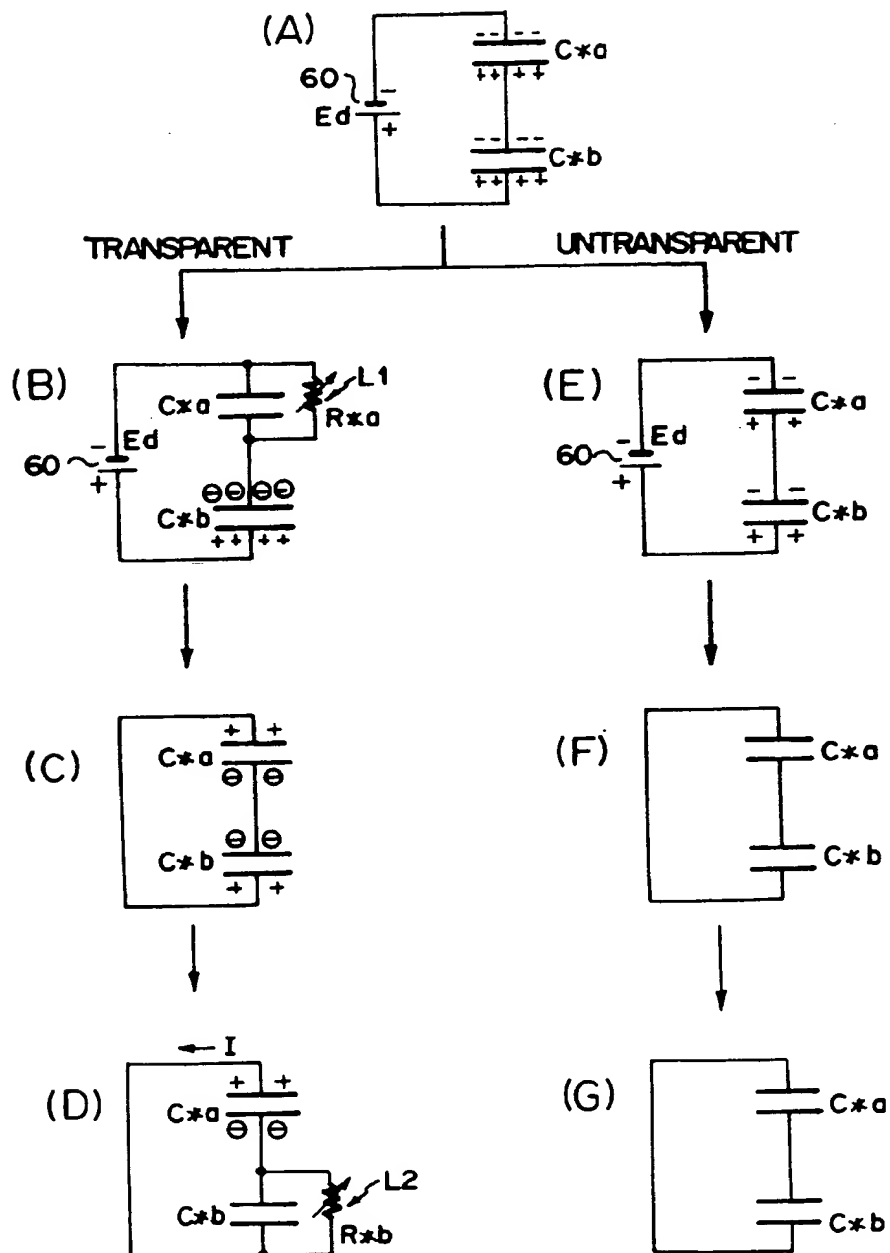 (A)
- - - -
C*a
++ ++
60
-
Ed
+
- - - -
C*b
++ ++
TRANSPARENT
UNTRANSPARENT
(B)
C*a
L1
R*a
-
Ed
60
+
⊖⊖ ⊖⊖
C*b
++ ++
(E)
- -
C*a
+ +
-
Ed
60
+
- -
C*b
+ +
(C)
+ +
C*a
⊖ ⊖
⊖ ⊖
C*b
+ +
(F)
C*a
C*b
(D)
← I
+ +
C*a
⊖ ⊖
L2
C*b
R*b
(G)
C*a
C*b